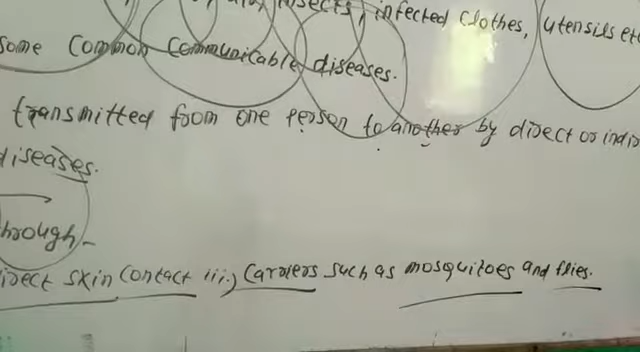 insects, infected clothes, utensils etc
some common communicable diseases.
transmitted from one person to another by direct or indir
diseases.
through-
irect skin contact iii.) Carriers such as mosquitoes and flies.